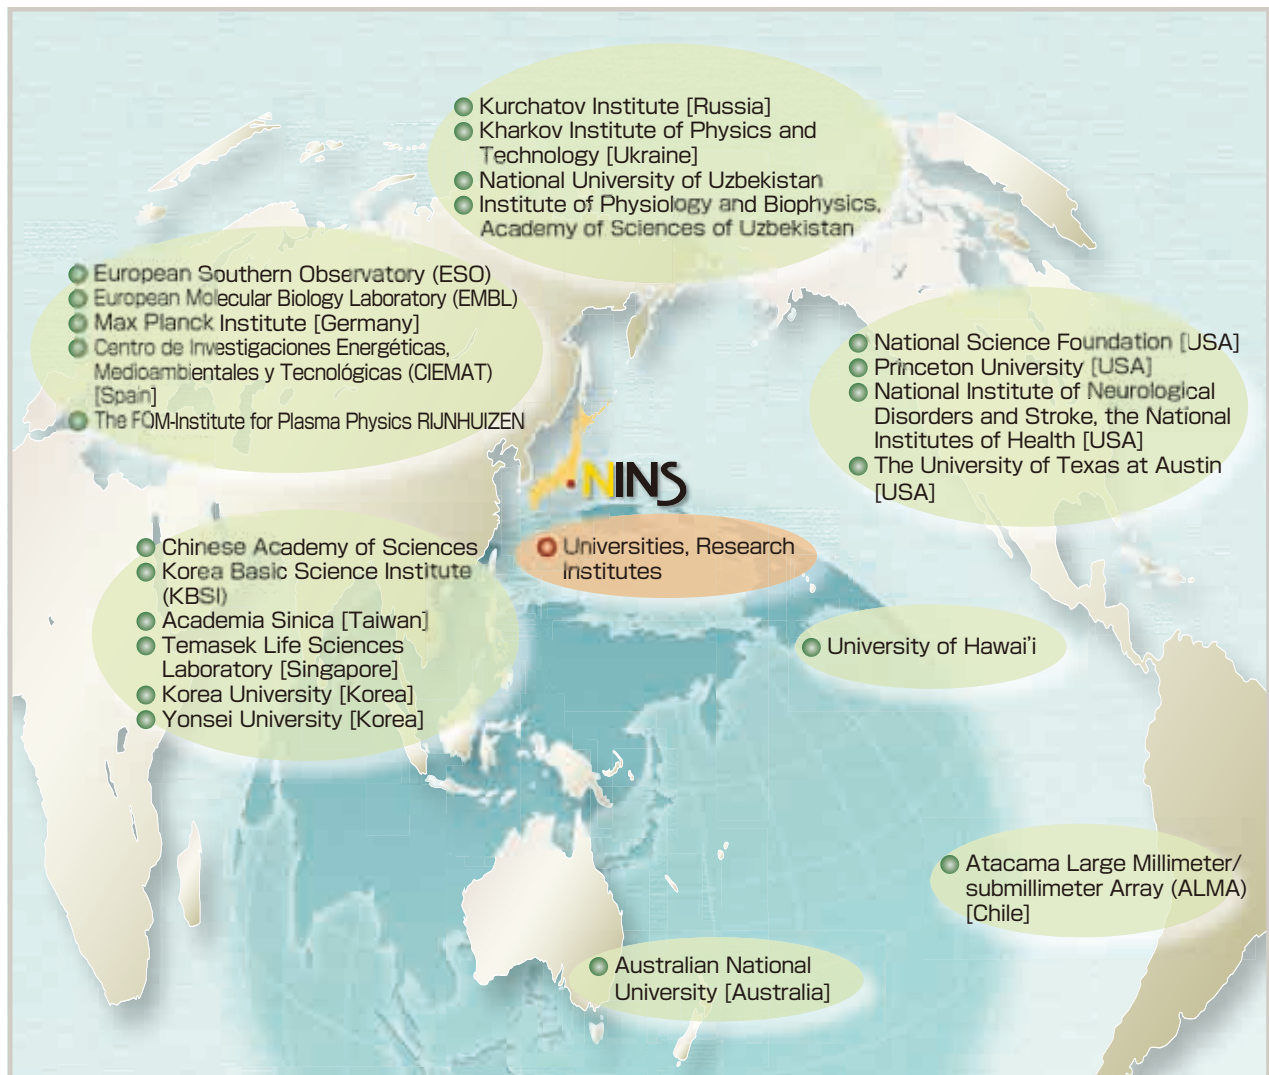 Kurchatov Institute [Russia]
Kharkov Institute of Physics and
Technology [Ukraine]
National University of Uzbekistan
Institute of Physiology and Biophysics,
Academy of Sciences of Uzbekistan
European Southern Observatory (ESO)
European Molecular Biology Laboratory (EMBL)
Max Planck Institute [Germany]
Centro de Investigaciones Energéticas,
Medioambientales y Tecnológicas (CIEMAT)
[Spain]
The FOM-Institute for Plasma Physics RIJNHUIZEN
National Science Foundation [USA]
Princeton University [USA]
National Institute of Neurological
Disorders and Stroke, the National
Institutes of Health [USA]
The University of Texas at Austin
[USA]
NINS
Universities, Research
Institutes
Chinese Academy of Sciences
Korea Basic Science Institute
(KBSI)
Academia Sinica [Taiwan]
Temasek Life Sciences
Laboratory [Singapore]
Korea University [Korea]
Yonsei University [Korea]
University of Hawai'i
Atacama Large Millimeter/
submillimeter Array (ALMA)
[Chile]
Australian National
University [Australia]